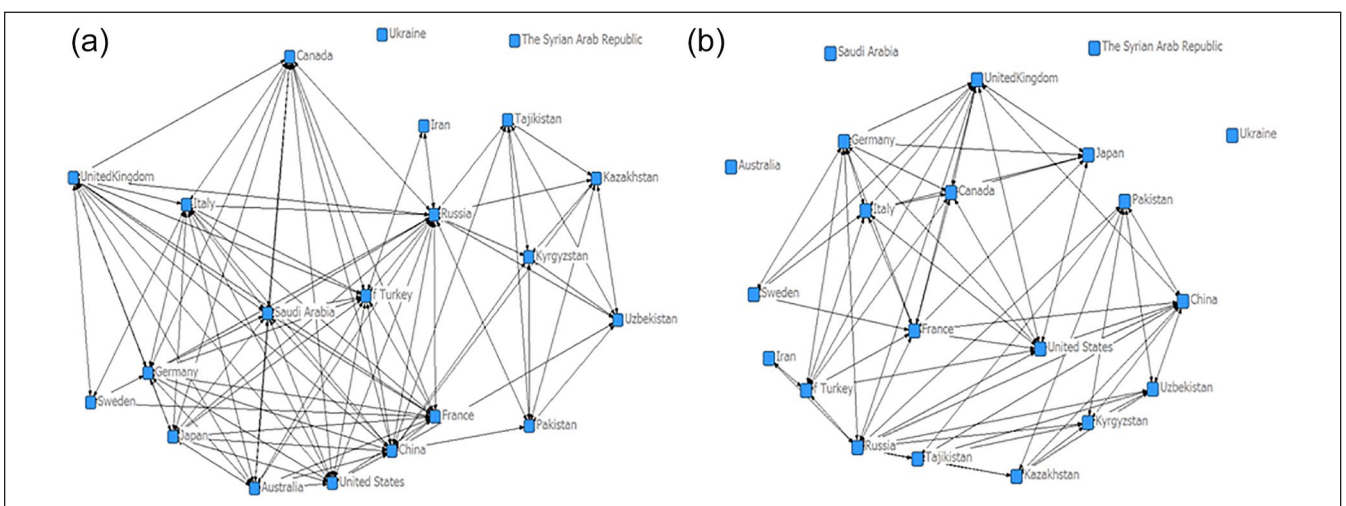 (a)
Ukraine
The Syrian Arab Republic
Canada
Iran
Tajikistan
UnitedKingdom
Kazakhstan
Italy
Russia
Kyrgyzstan
f Turkey
Saudi Arabia
Uzbekistan
Germany
Sweden
France
Pakistan
Japan
China
Australia
United States
(b)
Saudi Arabia
The Syrian Arab Republic
UnitedKingdom
Ukraine
Germany
Japan
Australia
Canada
Pakistan
Italy
Sweden
China
France
United States
Iran
f Turkey
Uzbekistan
Kyrgyzstan
Russia
Tajikistan
Kazakhstan